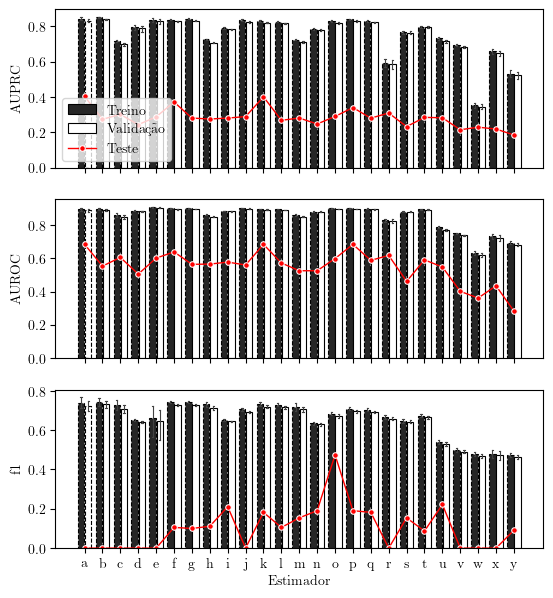 AUPRC
0.8
0.6
0.4
0.2
0.0
Treino
Validação
Teste
AUROC
0.8
0.6
0.4
0.2
0.0
f1
0.8
0.6
0.4
0.2
0.0
a b c d e f g h i j k l m n o p q r s t u v w x y
Estimador